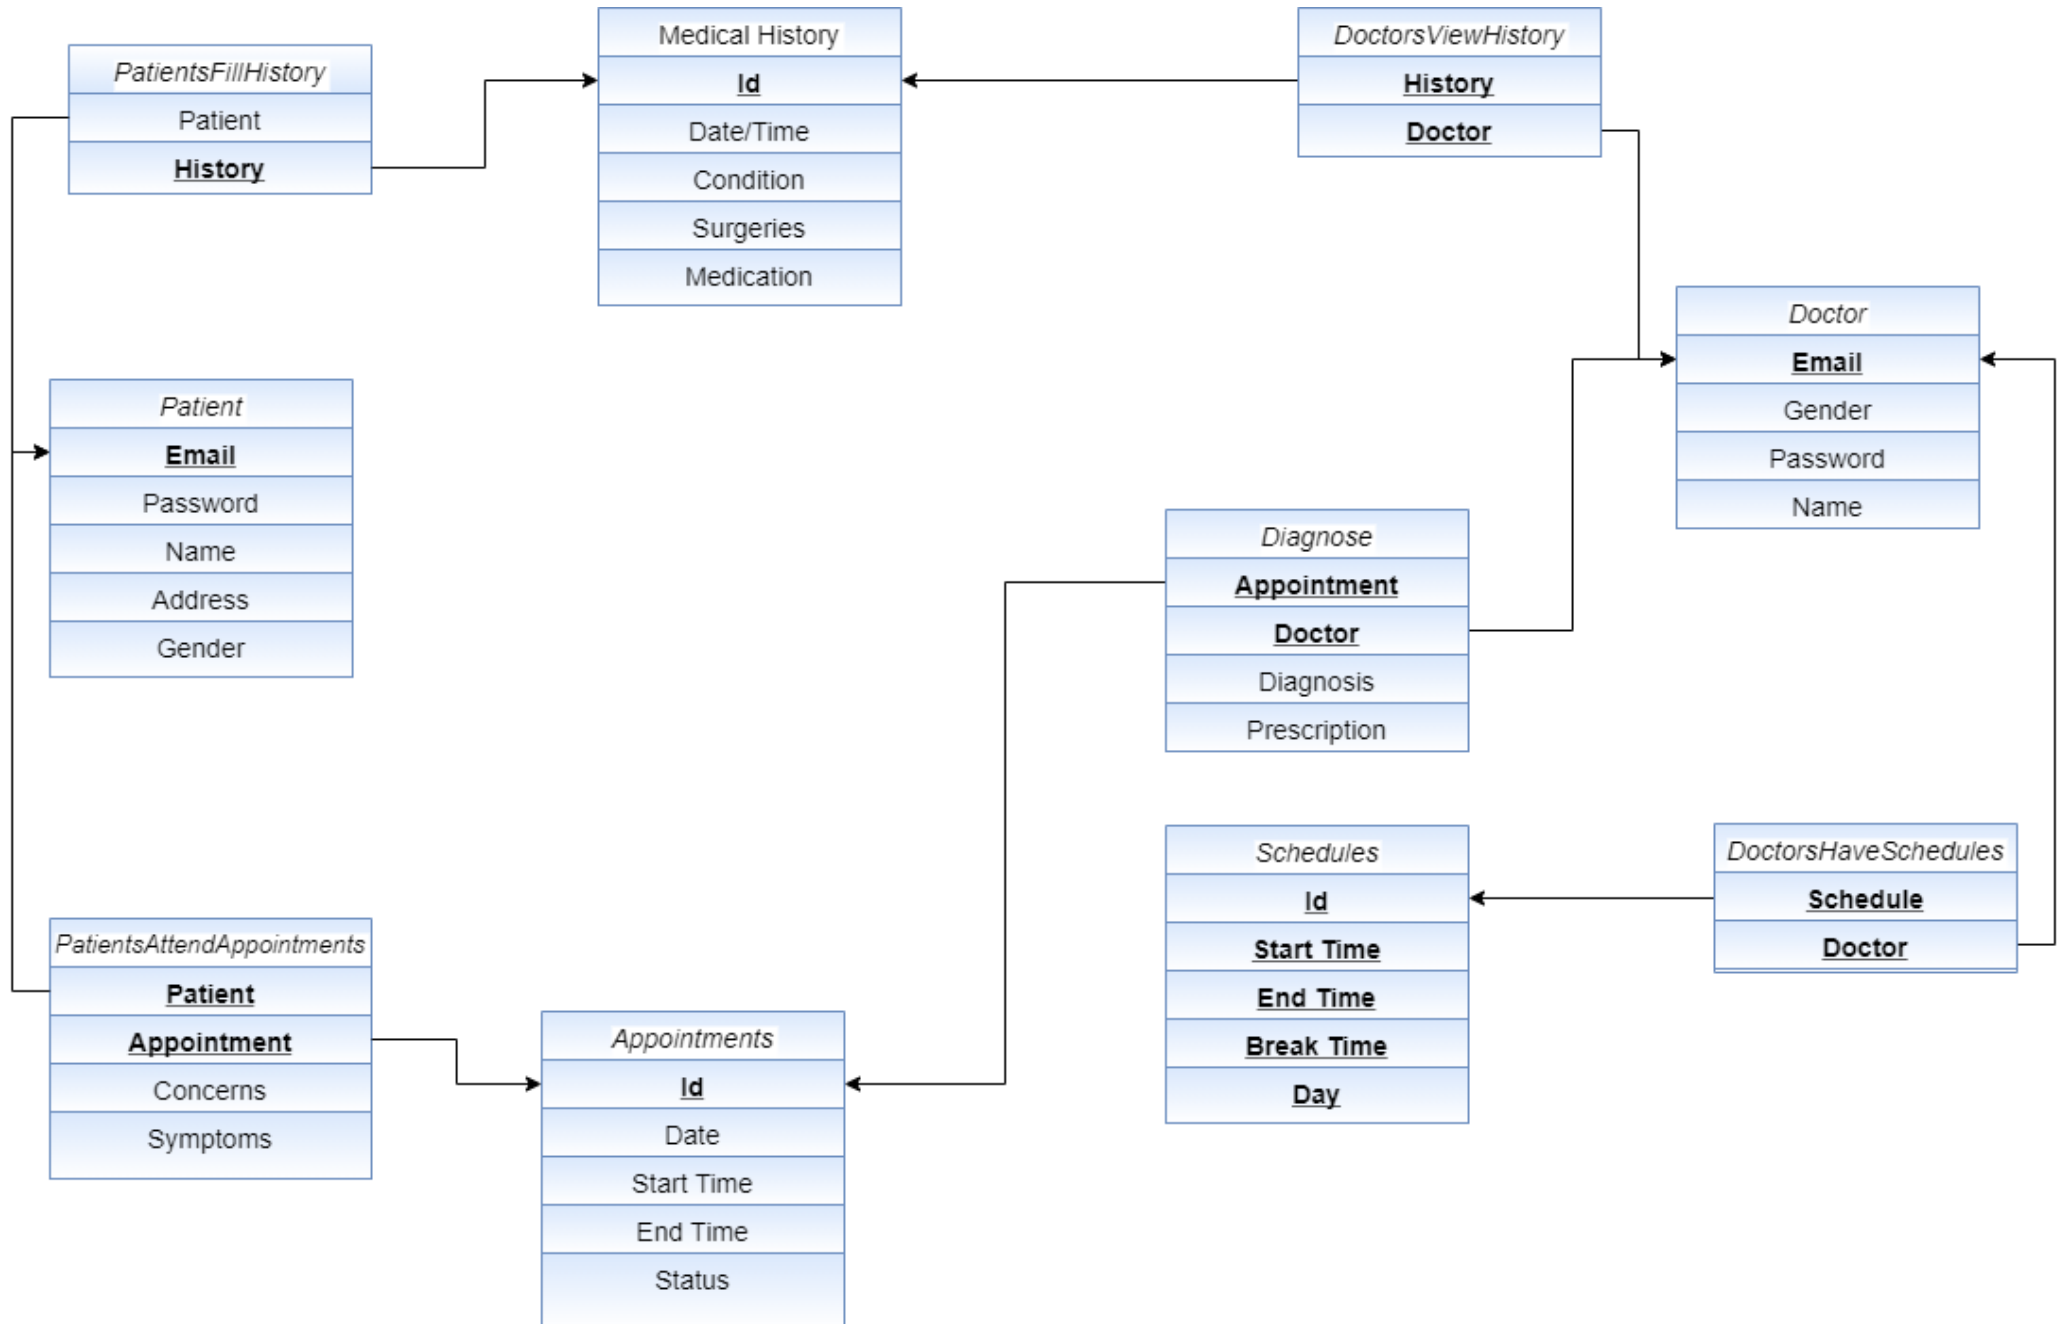 PatientsFillHistory
Patient
History
Medical History
Id
Date/Time
Condition
Surgeries
Medication
DoctorsViewHistory
History
Doctor
Doctor
Email
Gender
Password
Name
Patient
Email
Password
Name
Address
Gender
Diagnose
Appointment
Doctor
Diagnosis
Prescription
Schedules
Id
Start Time
End Time
Break Time
Day
DoctorsHaveSchedules
Schedule
Doctor
PatientsAttendAppointments
Patient
Appointment
Concerns
Symptoms
Appointments
Id
Date
Start Time
End Time
Status